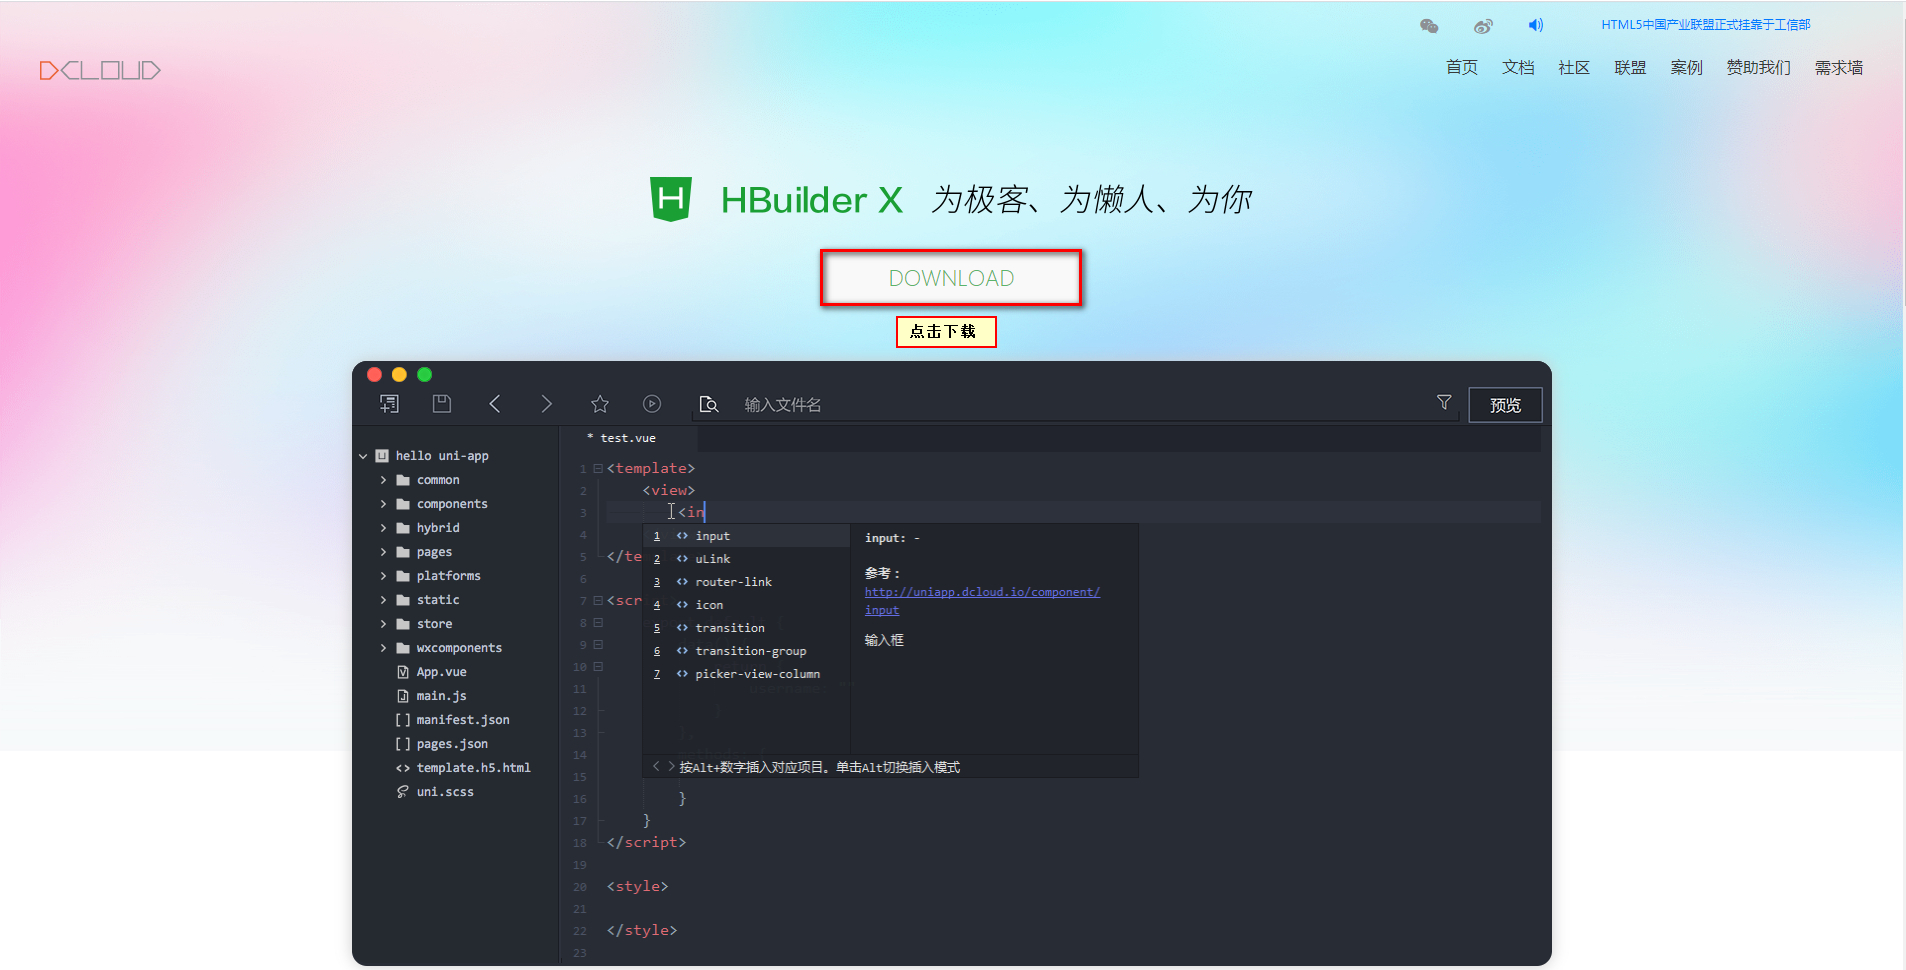 HTML5中国产业联盟正式挂靠于工信部
DCLOUD
首页 文档 社区 联盟 案例 赞助我们 需求墙
H HBuilder X 为极客、为懒人、为你
DOWNLOAD
点击下载
输入文件名
预览
hello uni-app
common
components
hybrid
pages
platforms
static
store
wxcomponents
App.vue
main.js
manifest.json
pages.json
template.h5.html
uni.scss
* test.vue
1 <template>
2 <view>
3 <in
4
5 </te
6
7 <scr
8
9
10
11
12
13
14
15
16 }
17 }
18 </script>
19
20 <style>
21
22 </style>
23
1 <> input
2 <> uLink
3 <> router-link
4 <> icon
5 <> transition
6 <> transition-group
7 <> picker-view-column
input: -
参考：
http://uniapp.dcloud.io/component/
input
输入框
< > 按Alt+数字插入对应项目。单击Alt切换插入模式